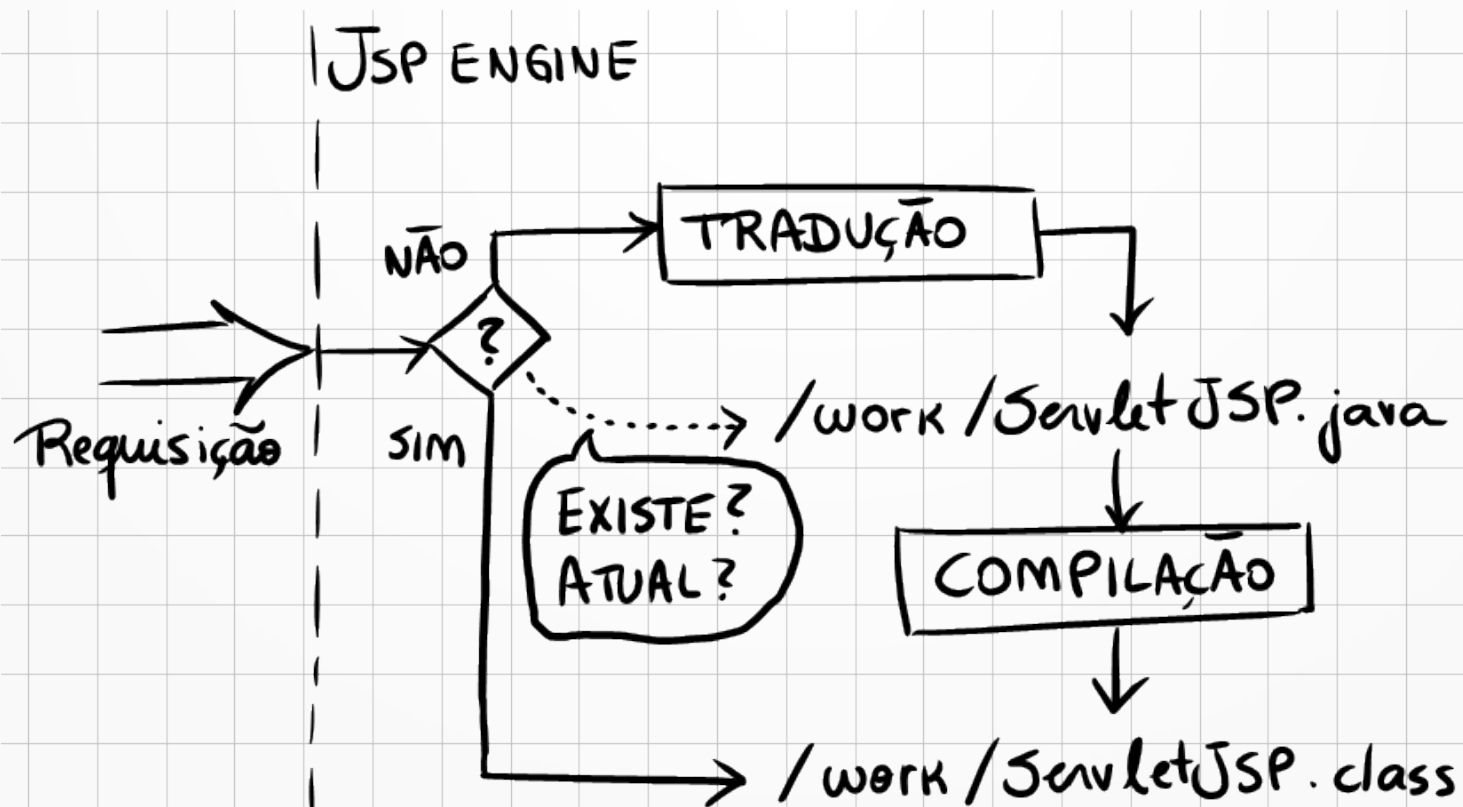 JSP ENGINE
TRADUÇÃO
NÃO
?
/work/ServletJSP.java
Requisição
SIM
EXISTE?
ATUAL?
COMPILAÇÃO
/work/ServletJSP.class